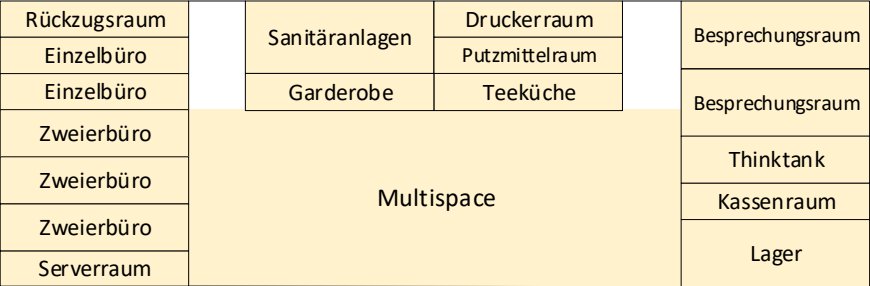 Rückzugsraum
Einzelbüro
Einzelbüro
Zweierbüro
Zweierbüro
Zweierbüro
Serverraum
Sanitäranlagen
Garderobe
Druckerraum
Putzmittelraum
Teeküche
Multispace
Besprechungsraum
Besprechungsraum
Thinktank
Kassenraum
Lager